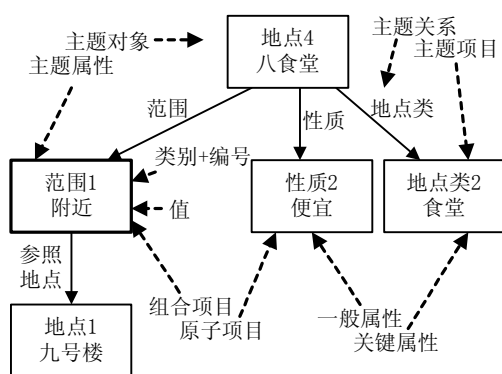 主题对象
主题属性
地点4
八食堂
主题关系
主题项目
范围
性质
地点类
类别+编号
范围1
附近
值
性质2
便宜
地点类2
食堂
参照
地点
组合项目
原子项目
一般属性
关键属性
地点1
九号楼